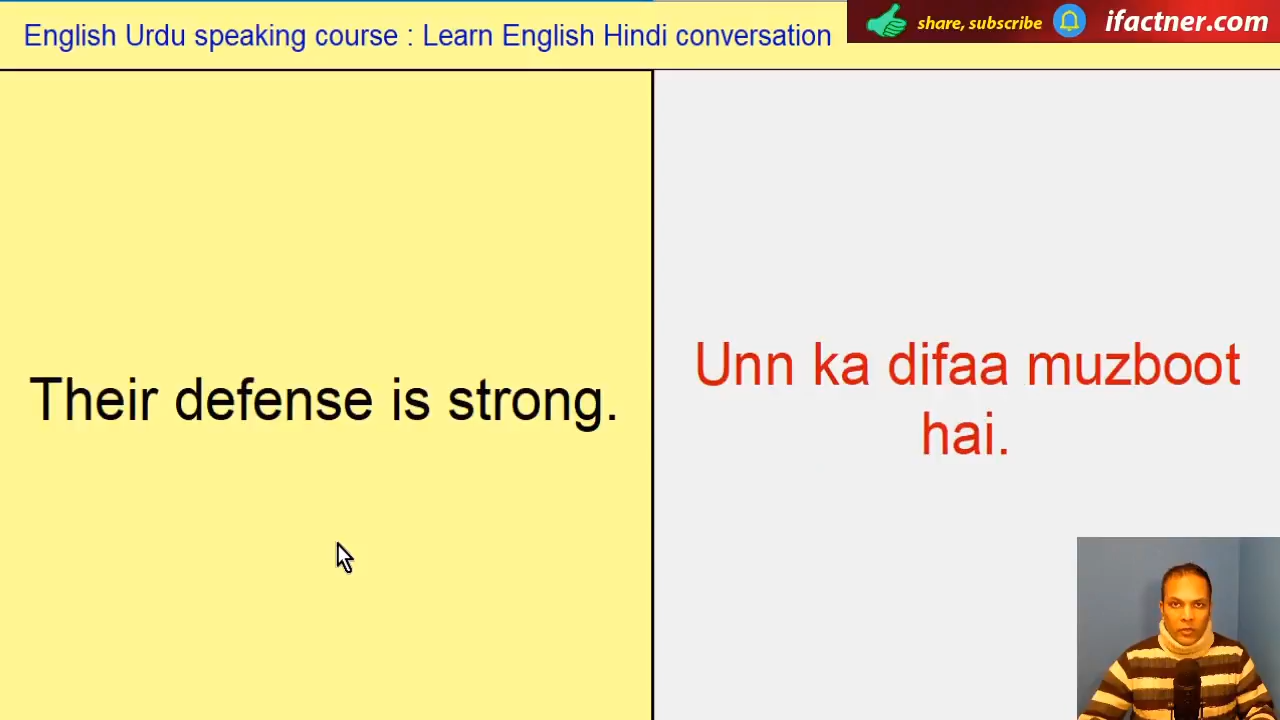 English Urdu speaking course : Learn English Hindi conversation
share, subscribe
ifactner.com
Their defense is strong.
Unn ka difaa muzboot
hai.